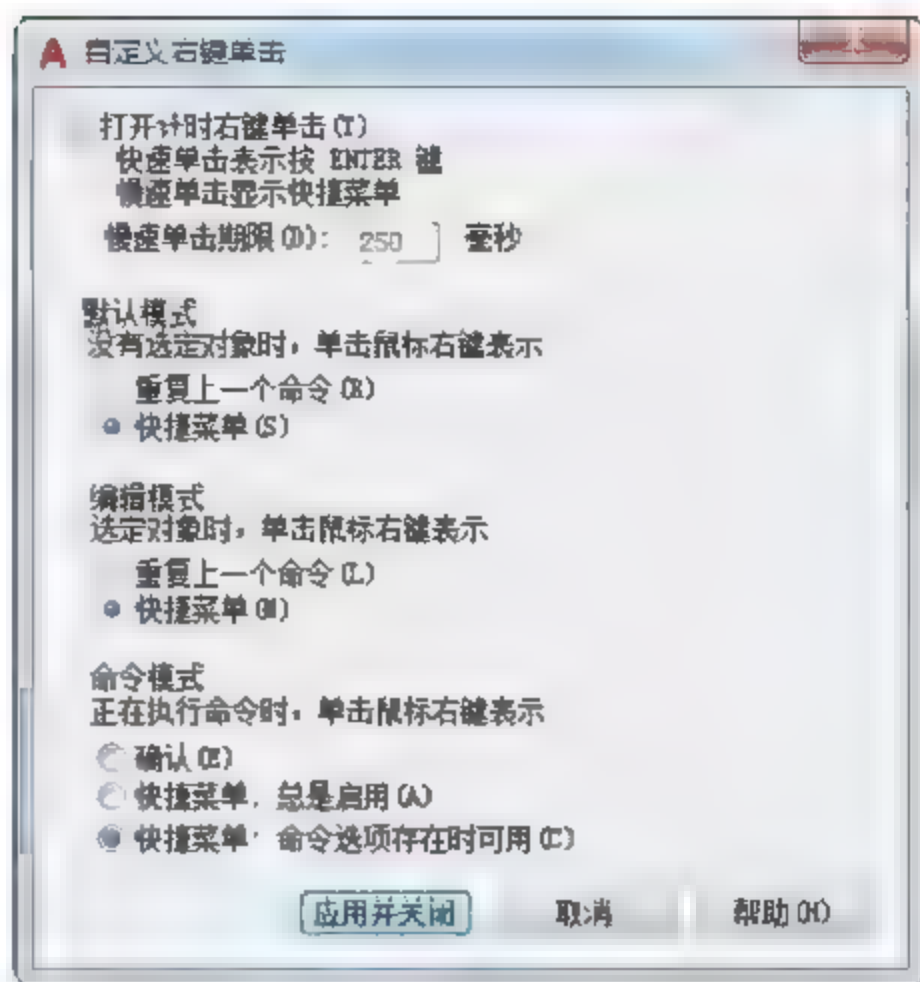 自定义右键单击
打开计时右键单击(T)
快速单击表示按 ENTER 键
慢速单击显示快捷菜单
慢速单击期限(D): 250 毫秒
默认模式
没有选定对象时,单击鼠标右键表示
重复上一个命令(R)
快捷菜单(S)
编辑模式
选定对象时,单击鼠标右键表示
重复上一个命令(L)
快捷菜单(M)
命令模式
正在执行命令时,单击鼠标右键表示
确认(E)
快捷菜单: 总是启用(A)
快捷菜单: 命令选项存在时可用(C)
应用并关闭 取消 帮助(H)